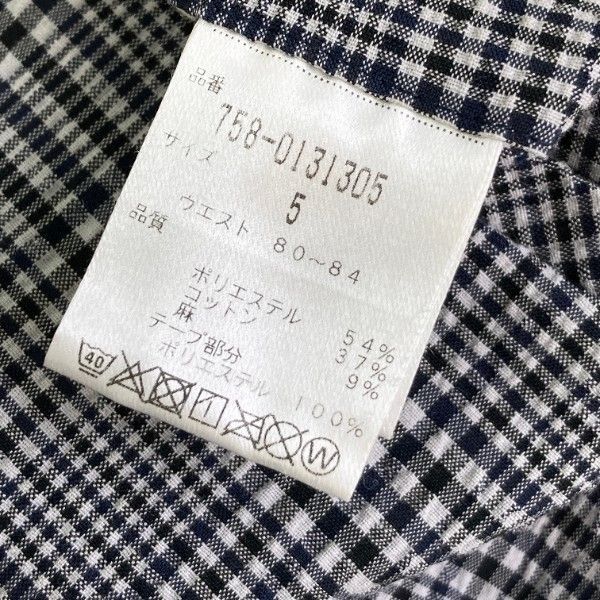 品番
758-0131305
サイズ
5
ウエスト 80～84
品質
ポリエステル 54%
コットン 37%
麻 9%
テープ部分
ポリエステル 100%
40
W